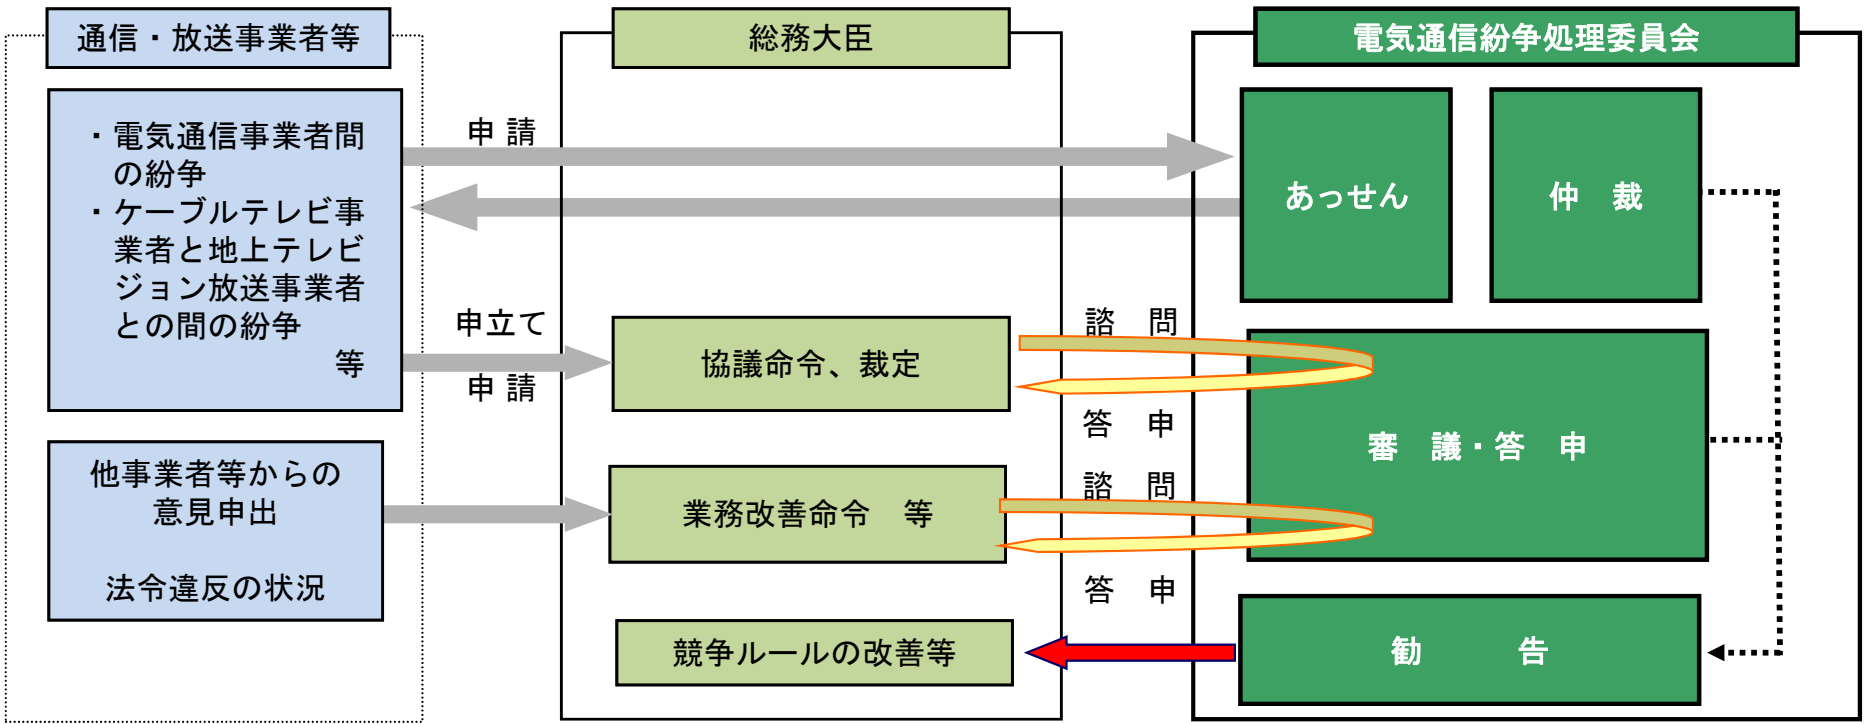 通信・放送事業者等
・電気通信事業者間
の紛争
・ケーブルテレビ事
業者と地上テレビ
ジョン放送事業者
との間の紛争
等
他事業者等からの
意見申出
法令違反の状況
申 請
申立て
申 請
総務大臣
協議命令、裁定
業務改善命令　等
競争ルールの改善等
諮　問
答　申
諮　問
答　申
電気通信紛争処理委員会
あっせん
仲　裁
審　議・答　申
勧　　　告